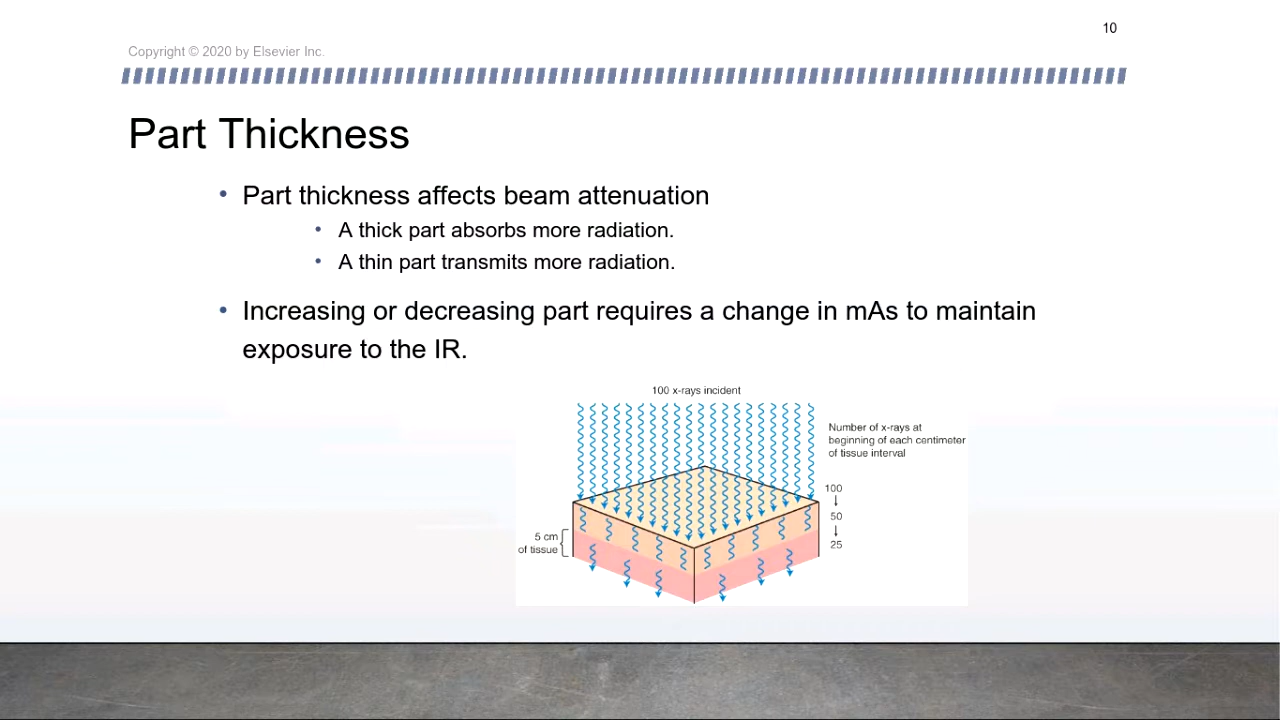 10
Copyright © 2020 by Elsevier Inc.
Part Thickness
• Part thickness affects beam attenuation
• A thick part absorbs more radiation.
• A thin part transmits more radiation.
• Increasing or decreasing part requires a change in mAs to maintain
exposure to the IR.
100 x-rays incident
Number of x-rays at
beginning of each centimeter
of tissue interval
100
50
25
5 cm
of tissue